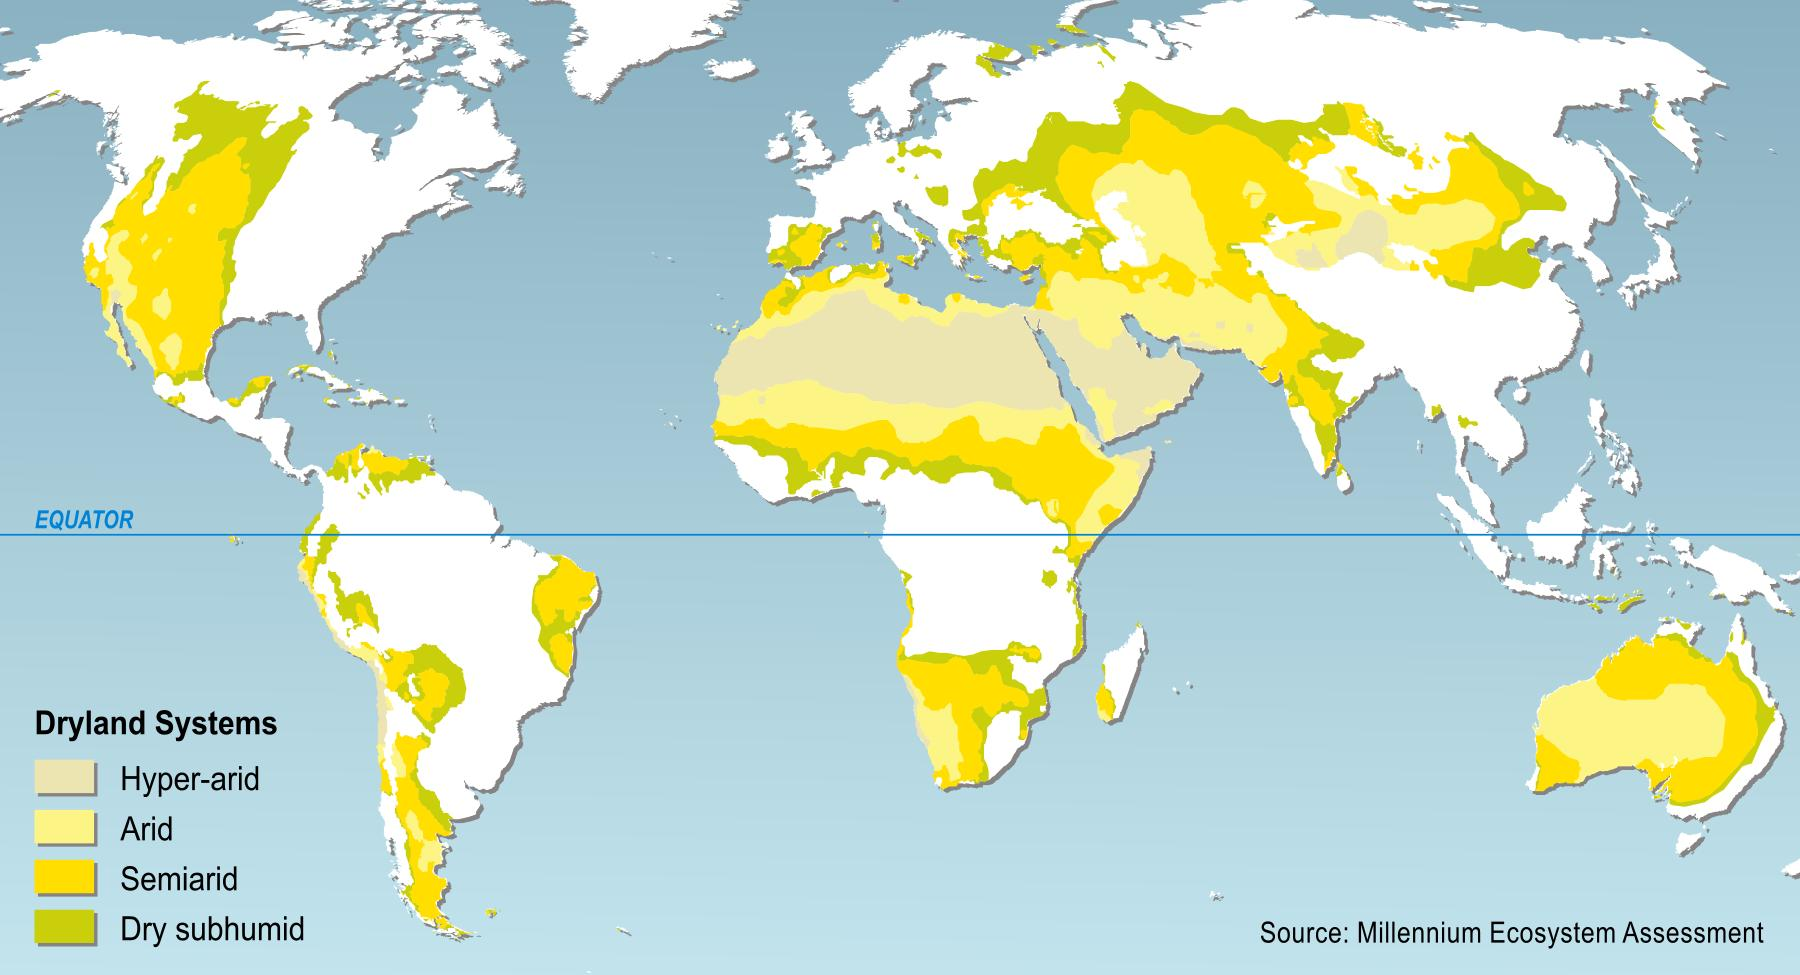 EQUATOR
Dryland Systems
Hyper-arid
Arid
Semiarid
Dry subhumid
Source: Millennium Ecosystem Assessment